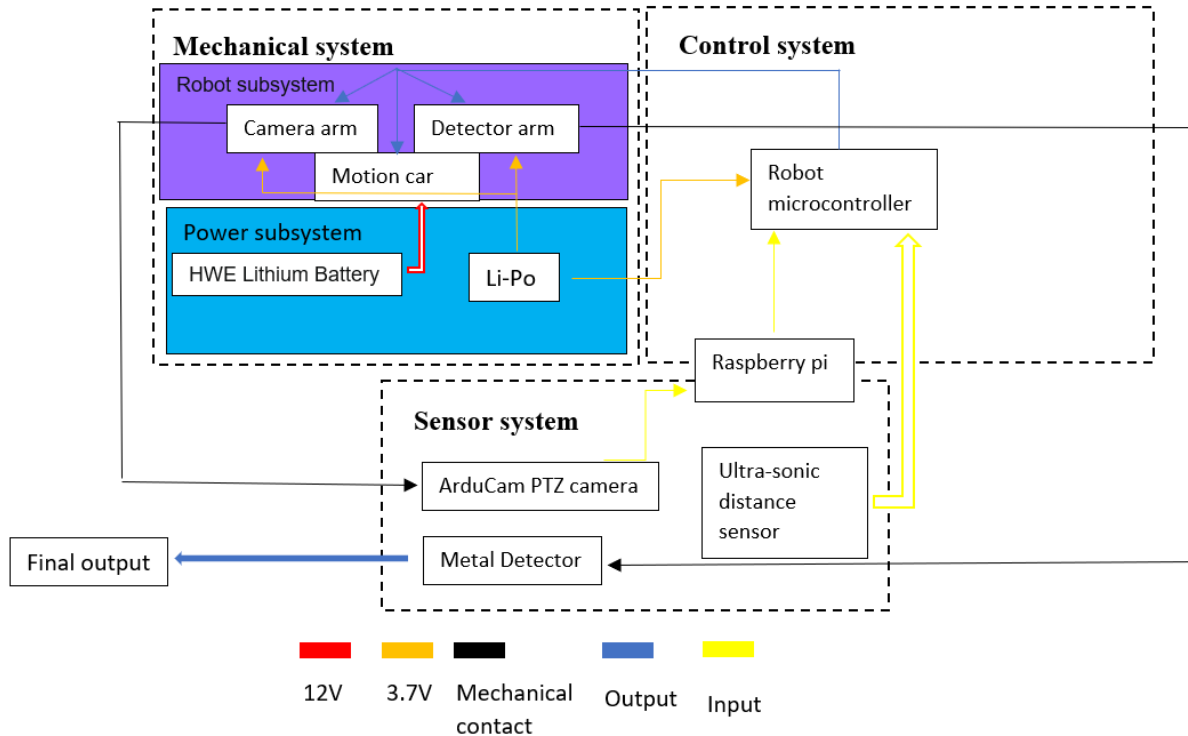 Mechanical system
Control system
Robot subsystem
Camera arm
Detector arm
Motion car
Robot
microcontroller
Power subsystem
HWE Lithium Battery
Li-Po
Raspberry pi
Sensor system
ArduCam PTZ camera
Ultra-sonic
distance
sensor
Metal Detector
Final output
12V
3.7V
Mechanical
contact
Output
Input